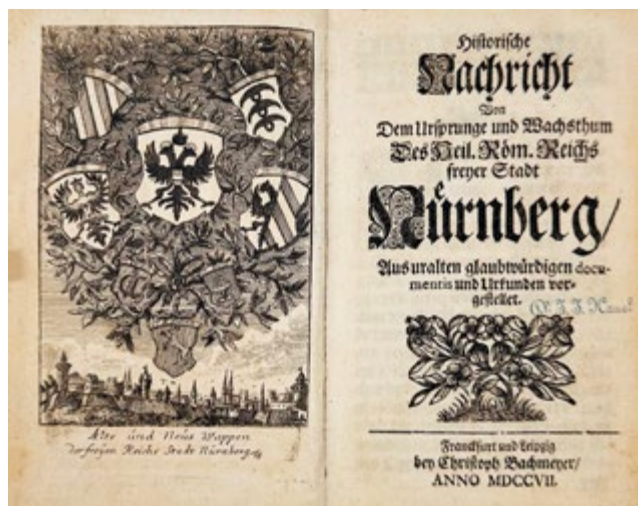 Alte und Neue Wappen
der freyen Reichs Stadt Nürnberg
Historische
Nachricht
Von
Dem Ursprunge und Wachsthum
Des Heil. Röm. Reichs
freyer Stadt
Nürnberg/
Aus uralten glaubwürdigen docu-
mentis und Urkunden vor-
gestellet.
Franckfurt und Leipzig
bey Christoph Bachmeyer/
ANNO MDCCVII.